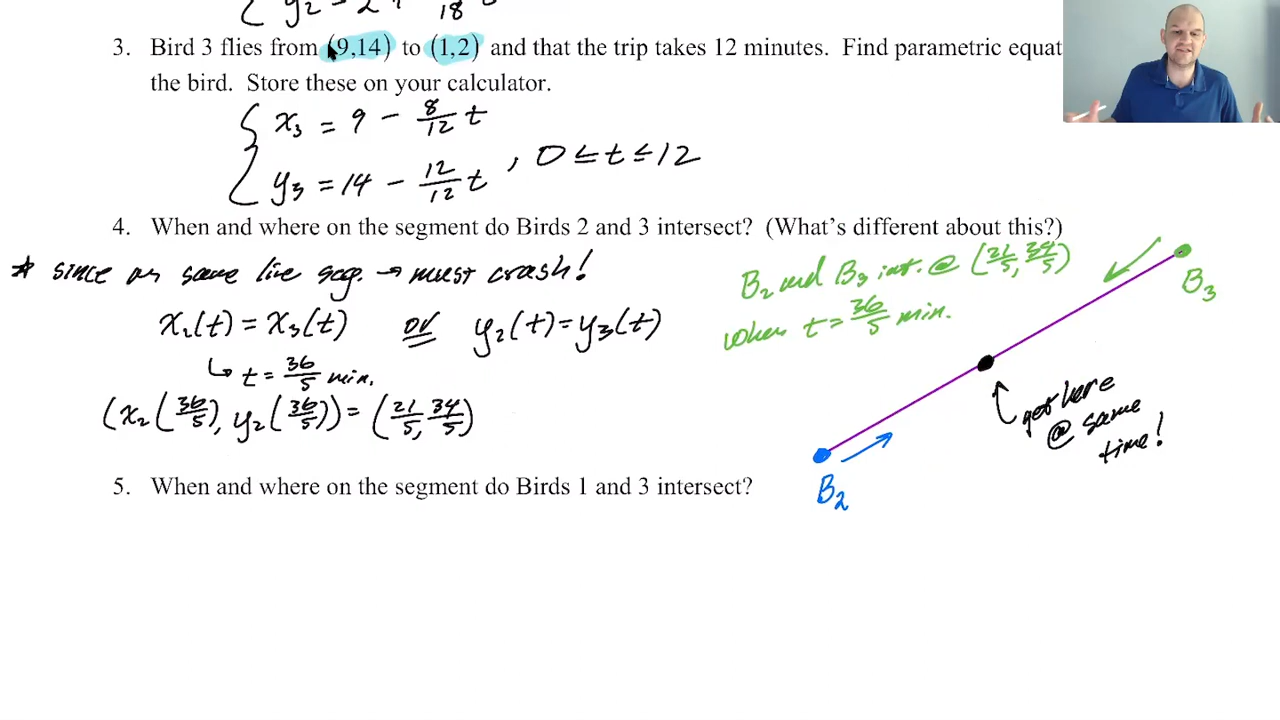 { y₂ = 2 + 18
3. Bird 3 flies from (9,14) to (1,2) and that the trip takes 12 minutes. Find parametric equat
the bird. Store these on your calculator.
x₃ = 9 - 8/12 t
y₃ = 14 - 12/12 t , 0 ≤ t ≤ 12
4. When and where on the segment do Birds 2 and 3 intersect? (What's different about this?)
* since on same line seg. → must crash!
x₂(t) = x₃(t) or y₂(t) = y₃(t)
↳ t = 36/5 min.
(x₂(36/5), y₂(36/5)) = (21/5, 34/5)
B₂ and B₃ int. @ (21/5, 34/5)
when t = 36/5 min.
B₃
get here
@ same
time!
B₂
5. When and where on the segment do Birds 1 and 3 intersect?